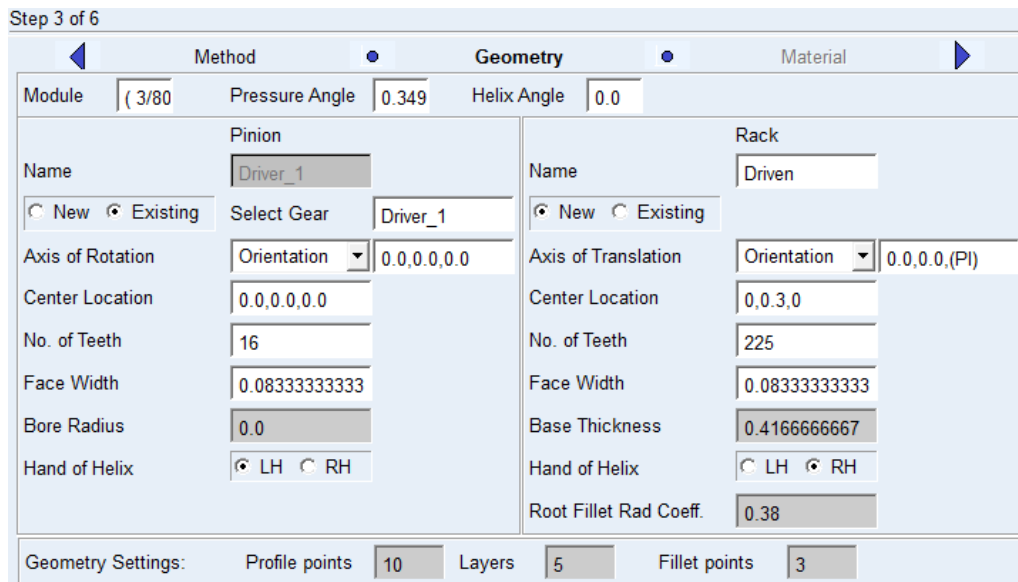 Step 3 of 6
Method Geometry Material
Module ( 3/80 Pressure Angle 0.349 Helix Angle 0.0
Pinion
Name Driver_1
New Existing Select Gear Driver_1
Axis of Rotation Orientation 0.0,0.0,0.0
Center Location 0.0,0.0,0.0
No. of Teeth 16
Face Width 0.08333333333
Bore Radius 0.0
Hand of Helix LH RH
Rack
Name Driven
New Existing
Axis of Translation Orientation 0.0,0.0,(PI)
Center Location 0,0.3,0
No. of Teeth 225
Face Width 0.08333333333
Base Thickness 0.4166666667
Hand of Helix LH RH
Root Fillet Rad Coeff. 0.38
Geometry Settings: Profile points 10 Layers 5 Fillet points 3